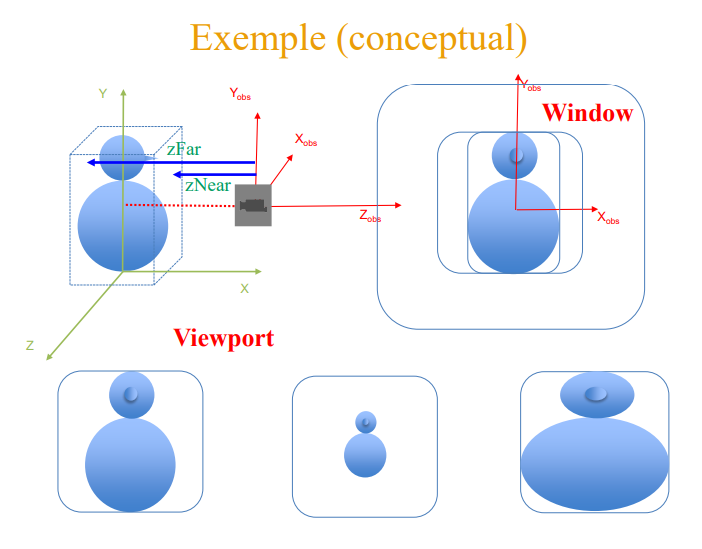 Exemple (conceptual)
Y
Yobs
Xobs
zFar
zNear
Zobs
X
Z
Yobs
Window
Xobs
Viewport